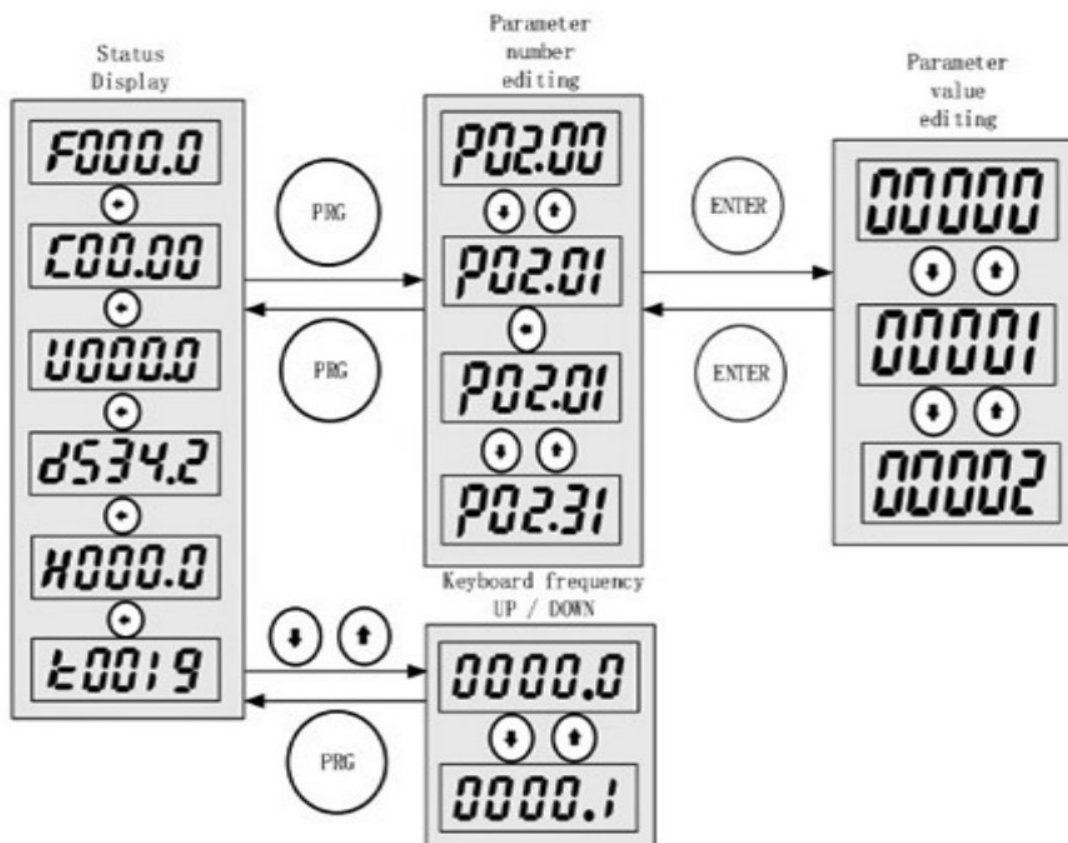 Status
Display
F000.0
C00.00
U000.0
d534.2
H000.0
t0019
PRG
PRG
Parameter
number
editing
P02.00
P02.01
P02.01
P02.31
ENTER
ENTER
Parameter
value
editing
00000
00001
00002
Keyboard frequency
UP / DOWN
0000.0
0000.1
PRG